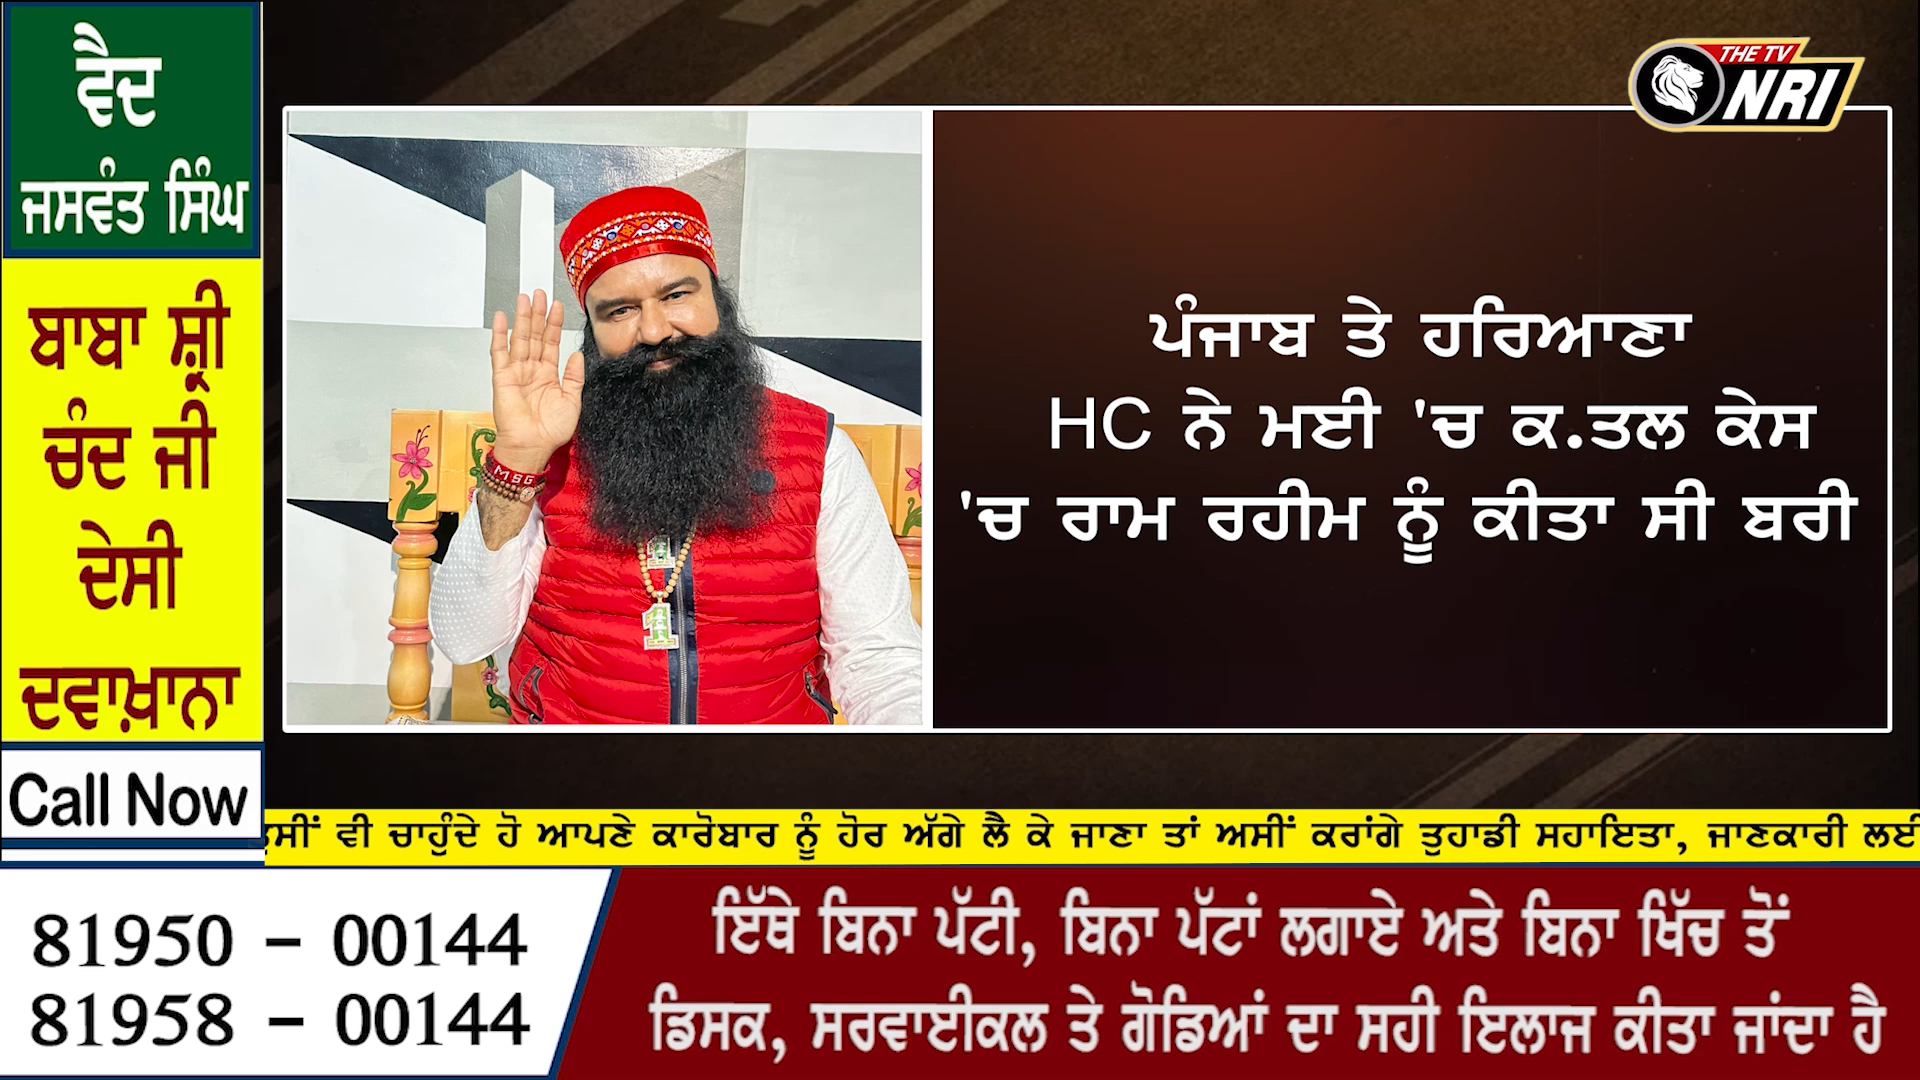 ਵੈਦ
ਜਸਵੰਤ ਸਿੰਘ
ਬਾਬਾ ਸ਼੍ਰੀ
ਚੰਦ ਜੀ
ਦੇਸੀ
ਦਵਾਖ਼ਾਨਾ
Call Now
THE TV
NRI
MSG
1
ਪੰਜਾਬ ਤੇ ਹਰਿਆਣਾ
HC ਨੇ ਮਈ 'ਚ ਕ.ਤਲ ਕੇਸ
'ਚ ਰਾਮ ਰਹੀਮ ਨੂੰ ਕੀਤਾ ਸੀ ਬਰੀ
ਵੀ ਚਾਹੁੰਦੇ ਹੋ ਆਪਣੇ ਕਾਰੋਬਾਰ ਨੂੰ ਹੋਰ ਅੱਗੇ ਲੈ ਕੇ ਜਾਣਾ ਤਾਂ ਅਸੀਂ ਕਰਾਂਗੇ ਤੁਹਾਡੀ ਸਹਾਇਤਾ, ਜਾਣਕਾਰੀ ਲਈ
81950 - 00144
81958 - 00144
ਇੱਥੇ ਬਿਨਾ ਪੱਟੀ, ਬਿਨਾ ਪੱਟਾਂ ਲਗਾਏ ਅਤੇ ਬਿਨਾ ਖਿੱਚ ਤੋਂ
ਡਿਸਕ, ਸਰਵਾਈਕਲ ਤੇ ਗੋਡਿਆਂ ਦਾ ਸਹੀ ਇਲਾਜ ਕੀਤਾ ਜਾਂਦਾ ਹੈ